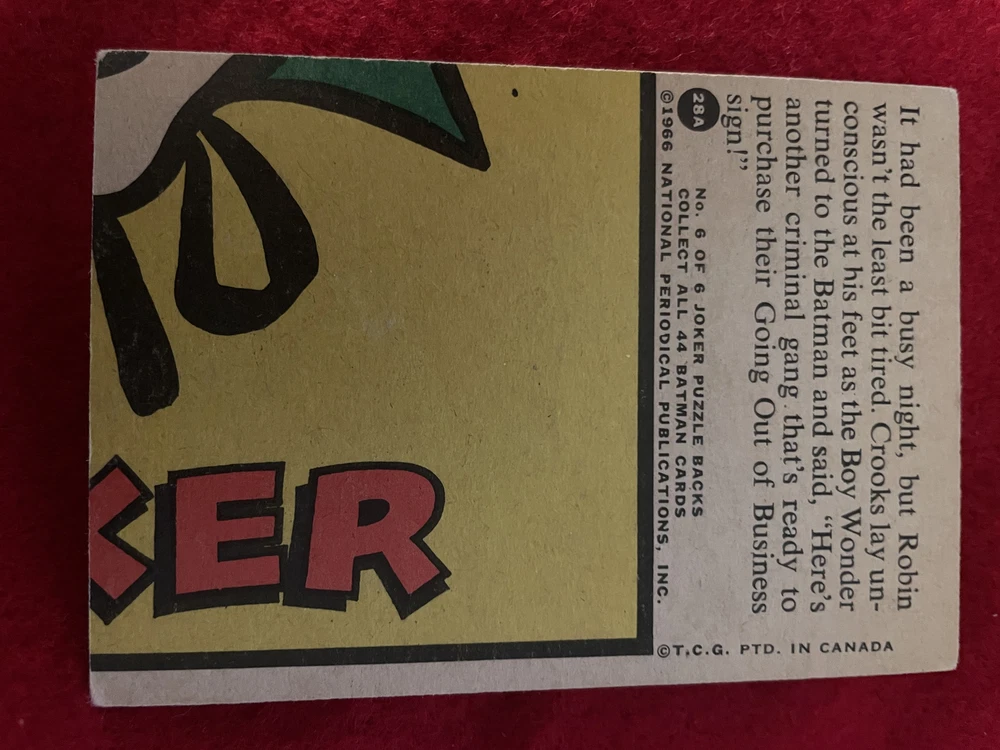 It had been a busy night, but Robin
wasn't the least bit tired. Crooks lay un-
conscious at his feet as the Boy Wonder
turned to the Batman and said, “Here's
another criminal gang that's ready to
purchase their Going Out of Business
sign!”
28A
No. 6 OF 6 JOKER PUZZLE BACKS
COLLECT ALL 44 BATMAN CARDS
©1966 NATIONAL PERIODICAL PUBLICATIONS, INC.
©T.C.G. PTD. IN CANADA
KER